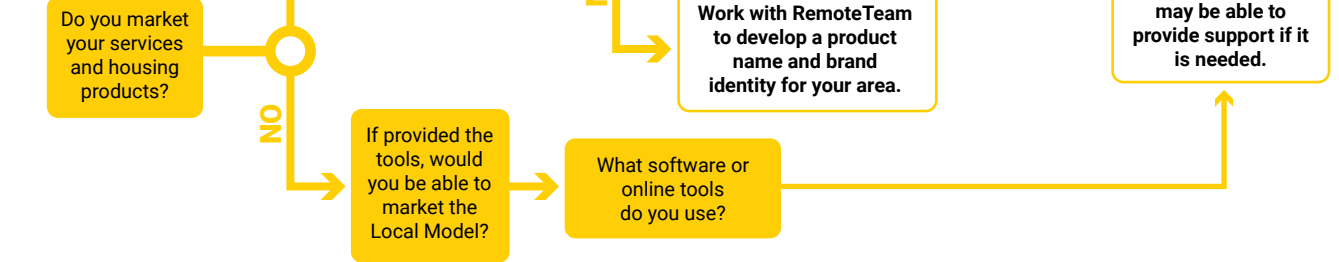 Do you market
your services
and housing
products?
NO
If provided the
tools, would
you be able to
market the
Local Model?
What software or
online tools
do you use?
Work with RemoteTeam
to develop a product
name and brand
identity for your area.
may be able to
provide support if it
is needed.